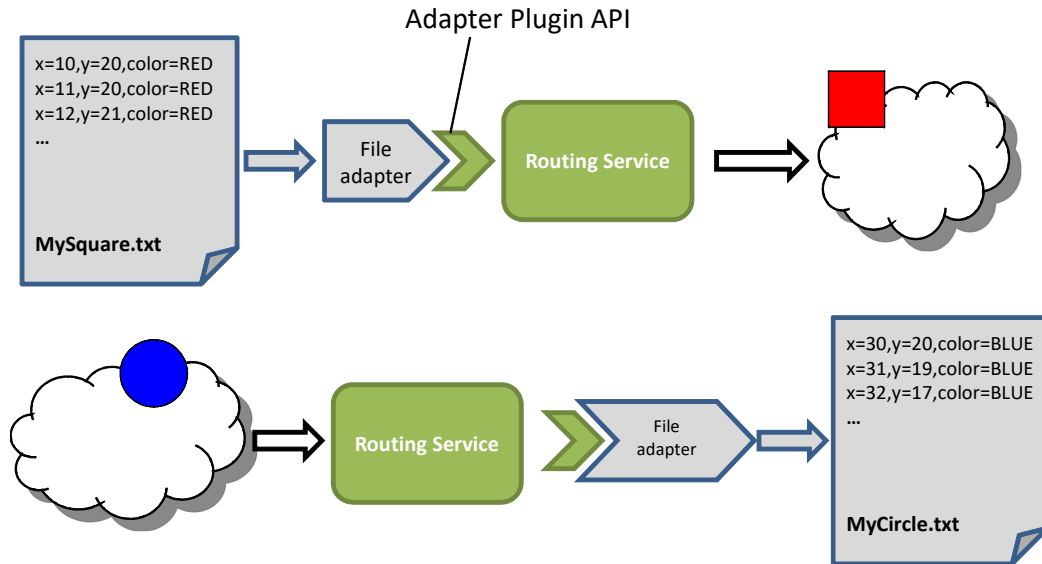 Adapter Plugin API
x=10,y=20,color=RED
x=11,y=20,color=RED
x=12,y=21,color=RED
...
MySquare.txt
File
adapter
Routing Service
Routing Service
File
adapter
x=30,y=20,color=BLUE
x=31,y=19,color=BLUE
x=32,y=17,color=BLUE
...
MyCircle.txt